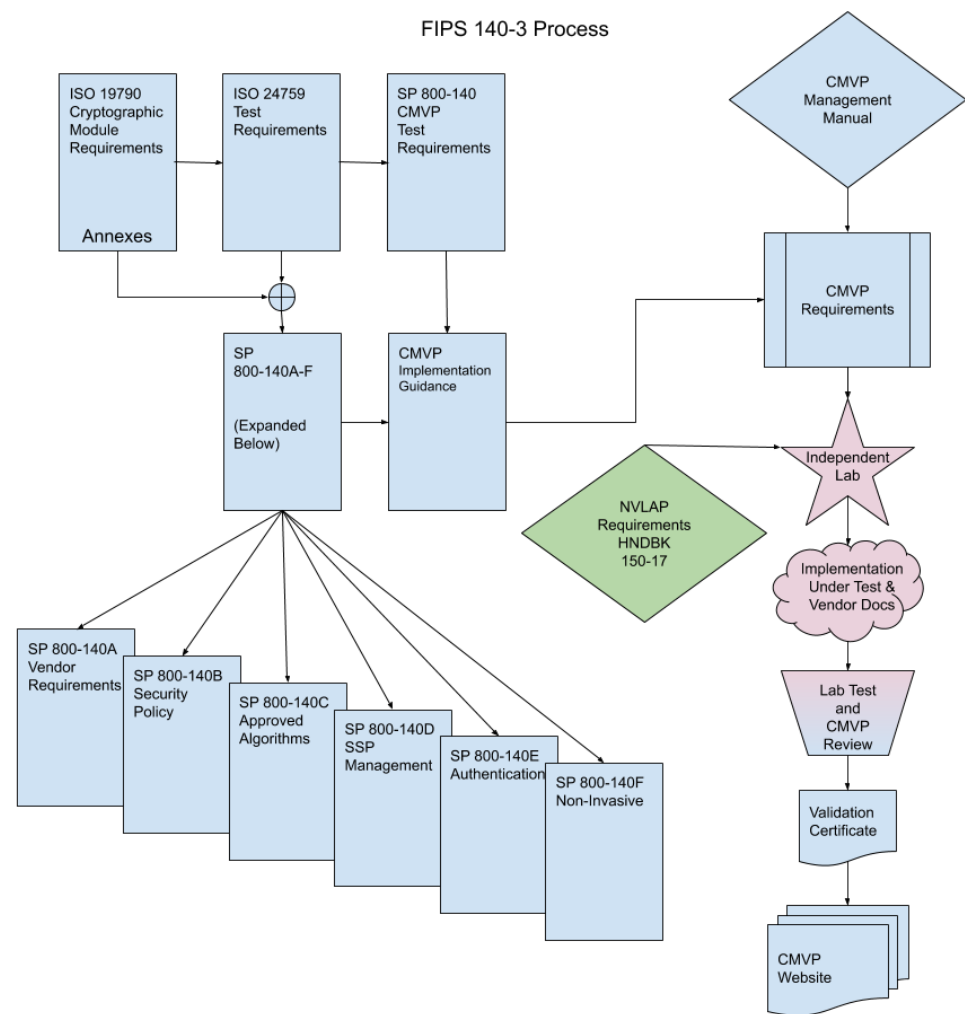 FIPS 140-3 Process
ISO 19790
Cryptographic
Module
Requirements
Annexes
ISO 24759
Test
Requirements
SP 800-140
CMVP
Test
Requirements
CMVP
Management
Manual
CMVP
Requirements
SP
800-140A-F
(Expanded
Below)
CMVP
Implementation
Guidance
Independent
Lab
NVLAP
Requirements
HNDBK
150-17
Implementation
Under Test &
Vendor Docs
SP 800-140A
Vendor
Requirements
SP 800-140B
Security
Policy
SP 800-140C
Approved
Algorithms
SP 800-140D
SSP
Management
SP 800-140E
Authentication
SP 800-140F
Non-Invasive
Lab Test
and
CMVP
Review
Validation
Certificate
CMVP
Website